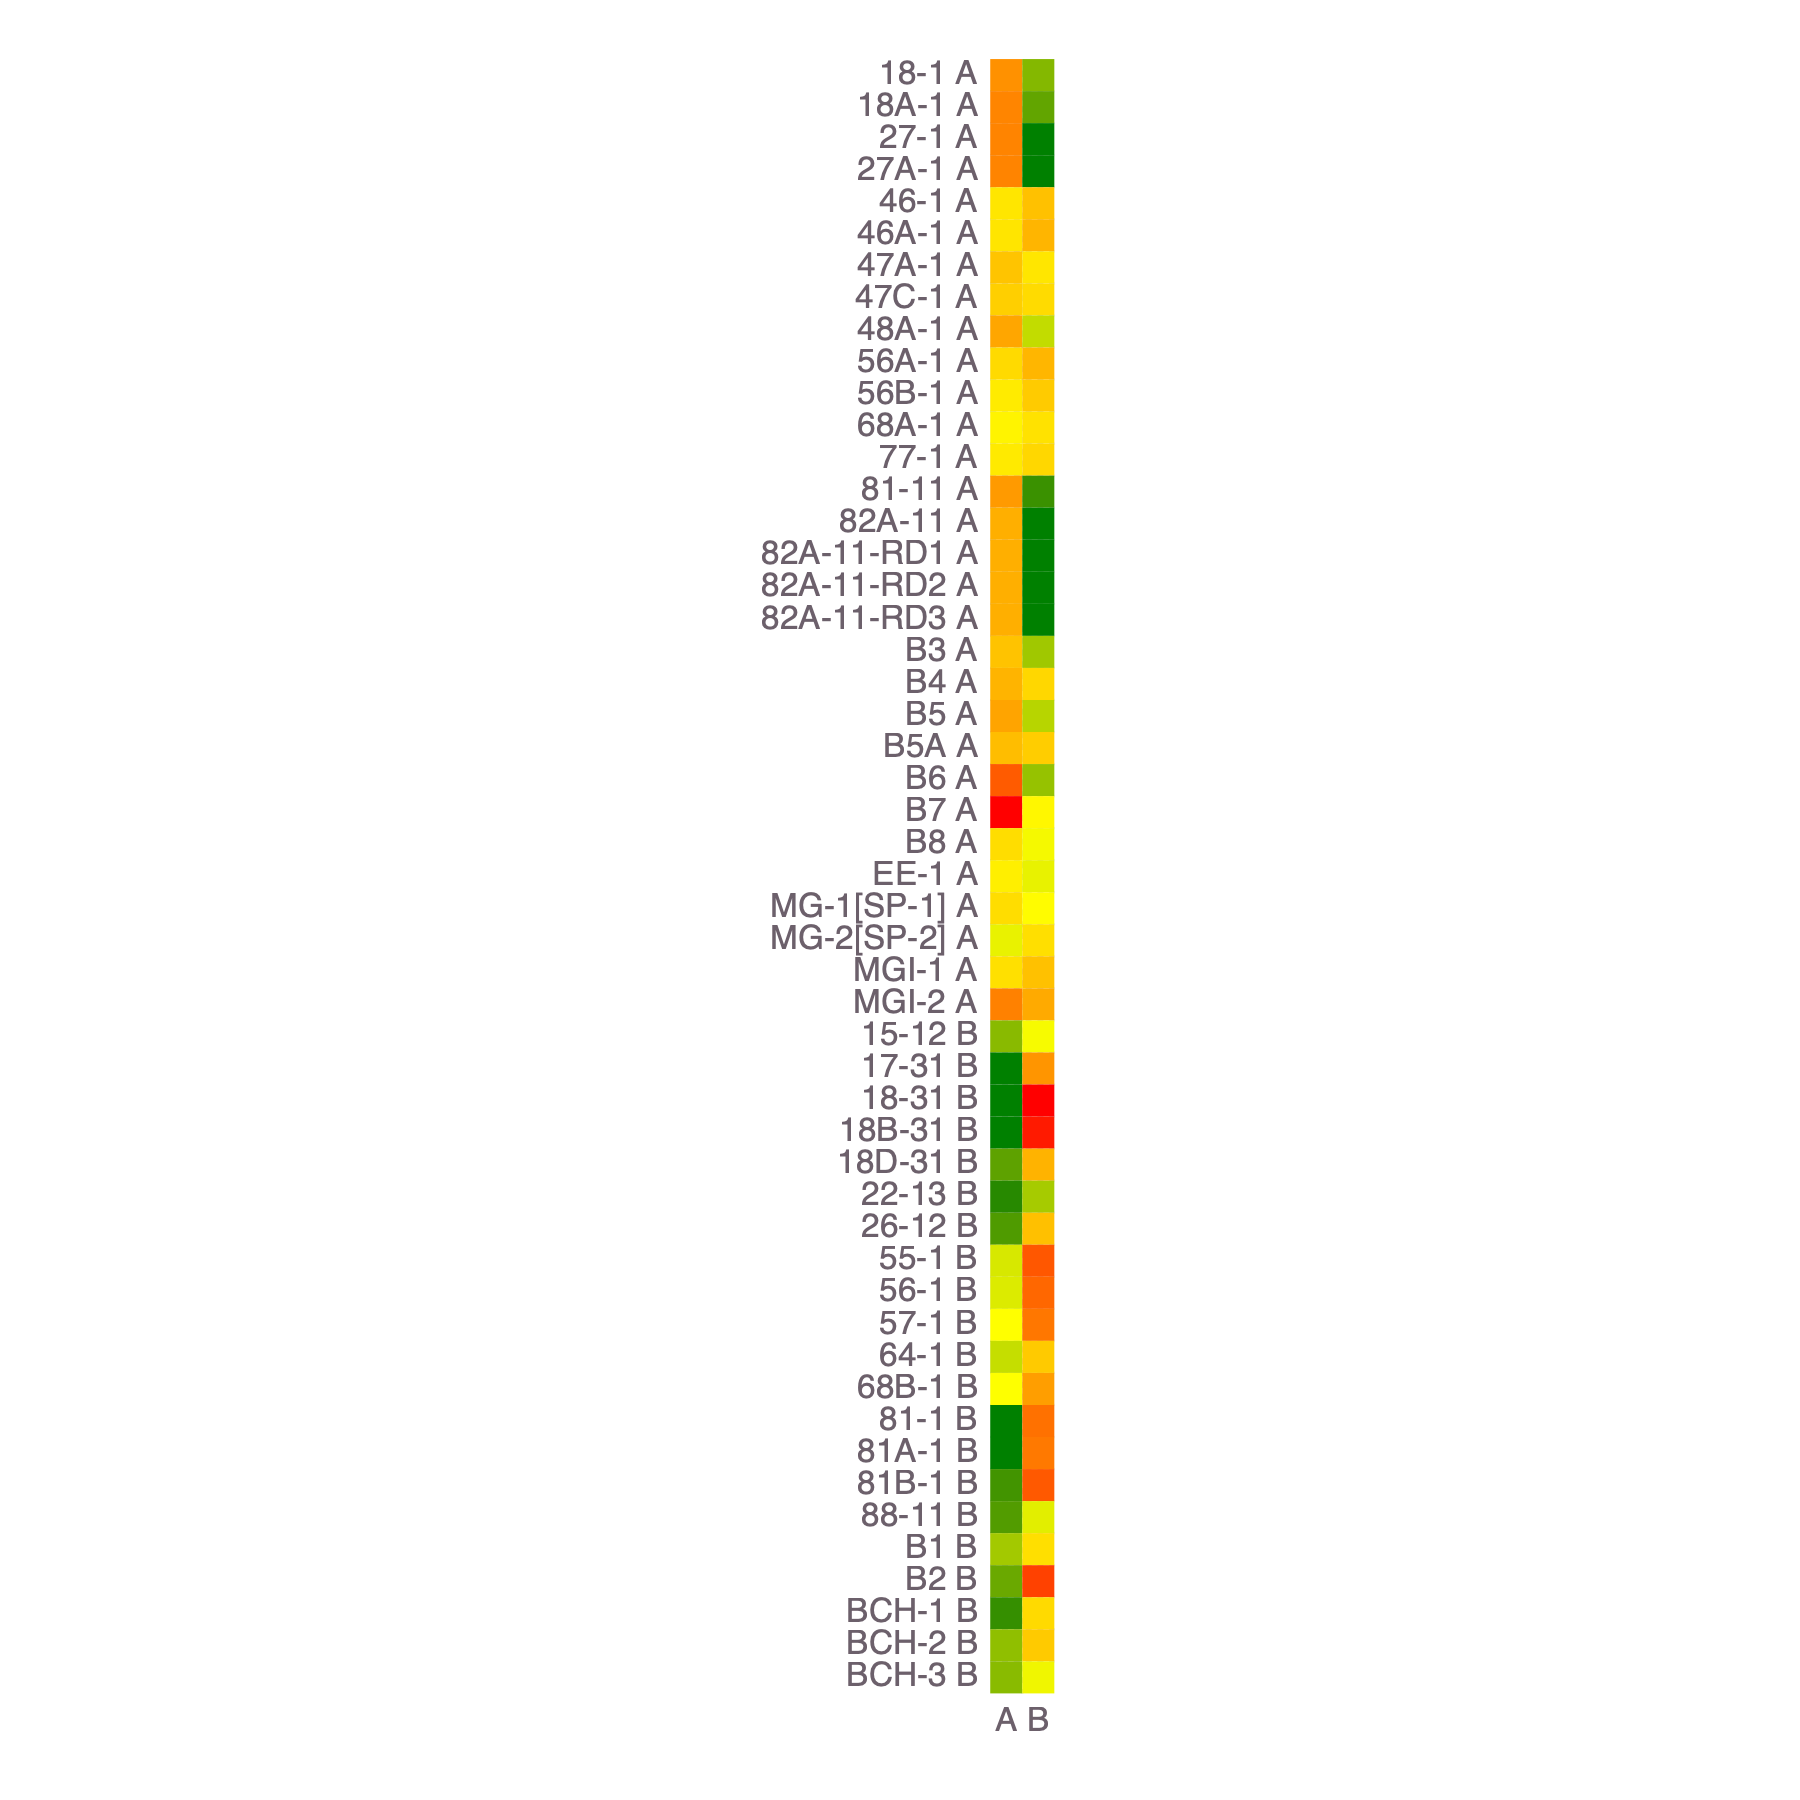 18-1 A
18A-1 A
27-1 A
27A-1 A
46-1 A
46A-1 A
47A-1 A
47C-1 A
48A-1 A
56A-1 A
56B-1 A
68A-1 A
77-1 A
81-11 A
82A-11 A
82A-11-RD1 A
82A-11-RD2 A
82A-11-RD3 A
B3 A
B4 A
B5 A
B5A A
B6 A
B7 A
B8 A
EE-1 A
MG-1[SP-1] A
MG-2[SP-2] A
MGI-1 A
MGI-2 A
15-12 B
17-31 B
18-31 B
18B-31 B
18D-31 B
22-13 B
26-12 B
55-1 B
56-1 B
57-1 B
64-1 B
68B-1 B
81-1 B
81A-1 B
81B-1 B
88-11 B
B1 B
B2 B
BCH-1 B
BCH-2 B
BCH-3 B
A B